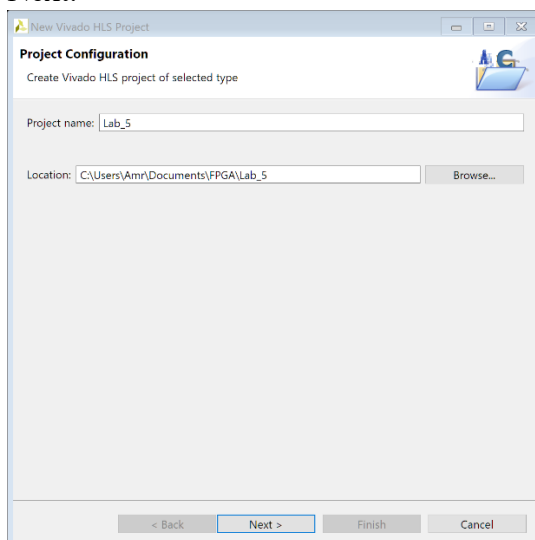 New Vivado HLS Project
Project Configuration
Create Vivado HLS project of selected type
Project name: Lab_5
Location: C:\Users\Amr\Documents\FPGA\Lab_5 Browse...
< Back Next > Finish Cancel